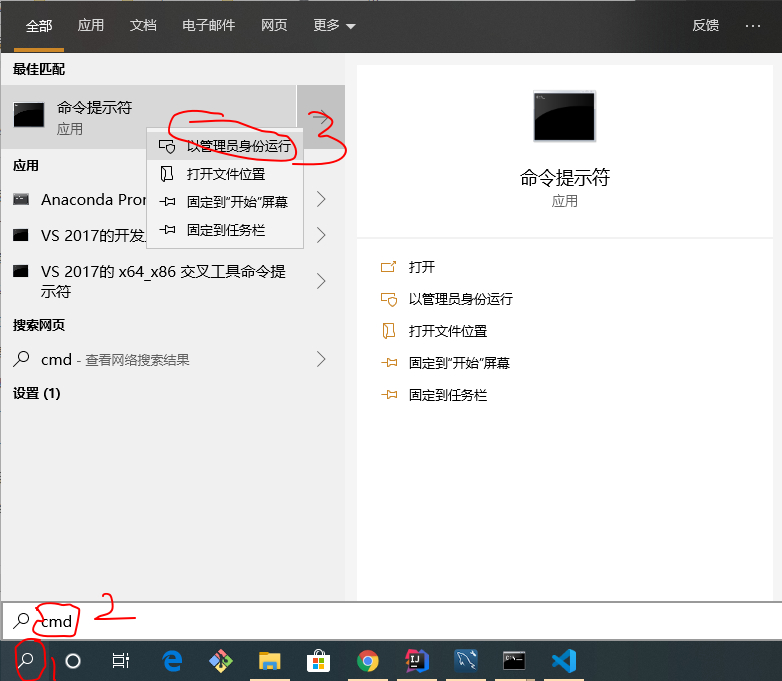 全部 应用 文档 电子邮件 网页 更多 反馈 ···
最佳匹配
命令提示符
应用
以管理员身份运行
打开文件位置
固定到"开始"屏幕
固定到任务栏
3
应用
Anaconda Pro
VS 2017的开发
VS 2017的 x64_x86 交叉工具命令提
示符
搜索网页
cmd - 查看网络搜索结果
设置 (1)
命令提示符
应用
打开
以管理员身份运行
打开文件位置
固定到"开始"屏幕
固定到任务栏
cmd
2
1